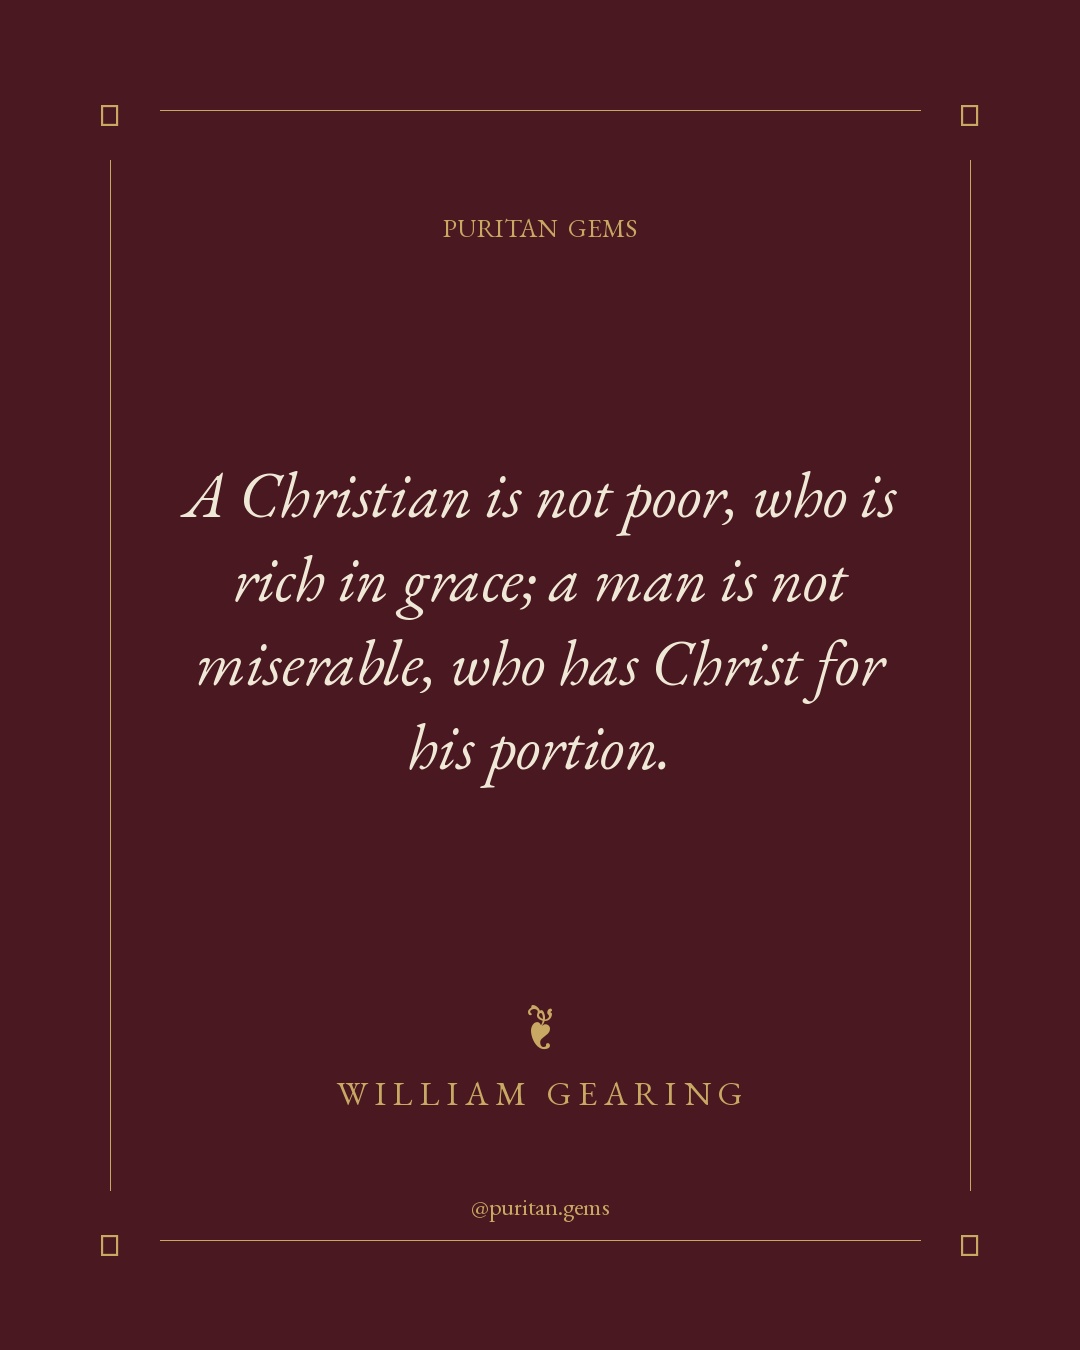 PURITAN GEMS
A Christian is not poor, who is
rich in grace; a man is not
miserable, who has Christ for
his portion.
❦
WILLIAM GEARING
@puritan.gems